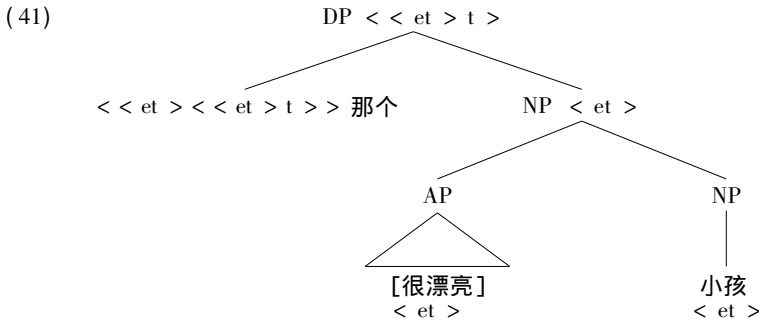 (41) DP < < et > t >
< < et > < < et > t > > 那个 NP < et >
AP NP
[很漂亮] 小孩
< et > < et >